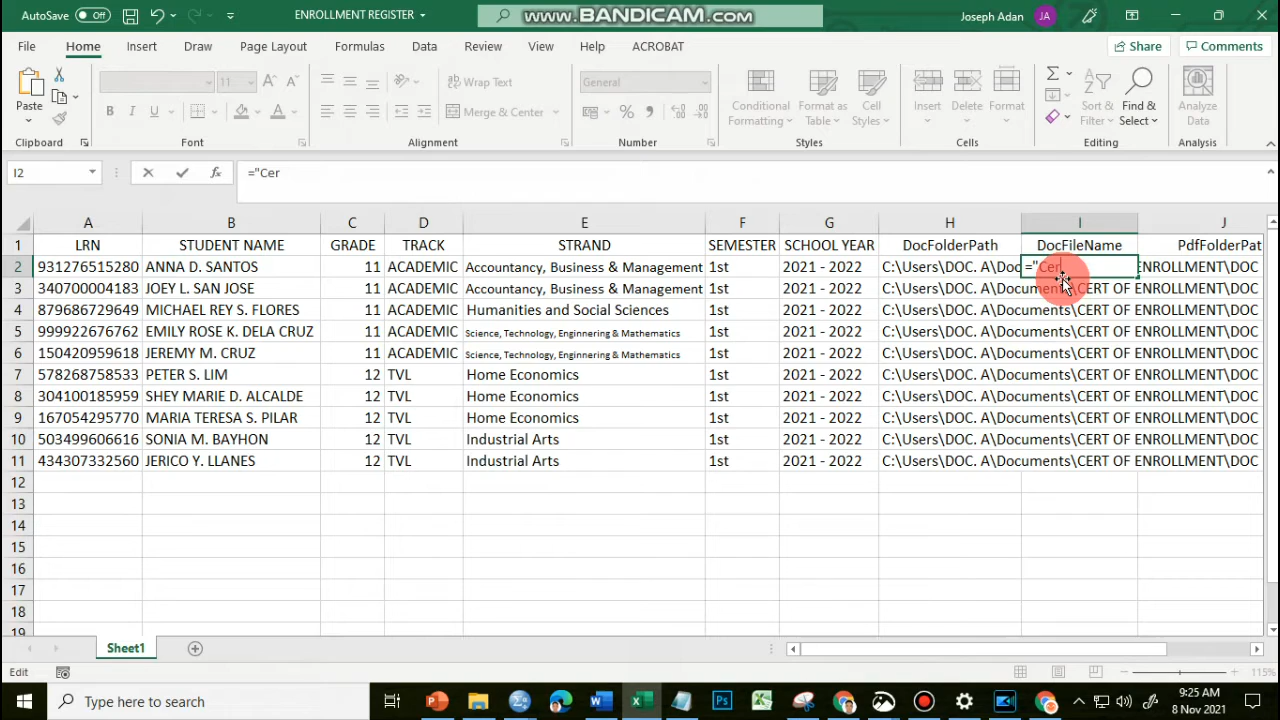 AutoSave Off ENROLLMENT REGISTER www.BANDICAM.com Joseph Adan JA
File Home Insert Draw Page Layout Formulas Data Review View Help ACROBAT Share Comments
Paste 11 Wrap Text General Conditional Formatting Format as Table Cell Styles Insert Delete Format Sort & Filter Find & Select Analyze Data
B I U Merge & Center
Clipboard Font Alignment Number Styles Cells Editing Analysis
I2 ="Cer
A B C D E F G H I J
1 LRN STUDENT NAME GRADE TRACK STRAND SEMESTER SCHOOL YEAR DocFolderPath DocFileName PdfFolderPat
2 931276515280 ANNA D. SANTOS 11 ACADEMIC Accountancy, Business & Management 1st 2021 - 2022 C:\Users\DOC. A\Doc ="Cer ENROLLMENT\DOC
3 340700004183 JOEY L. SAN JOSE 11 ACADEMIC Accountancy, Business & Management 1st 2021 - 2022 C:\Users\DOC. A\Documents\CERT OF ENROLLMENT\DOC
4 879686729649 MICHAEL REY S. FLORES 11 ACADEMIC Humanities and Social Sciences 1st 2021 - 2022 C:\Users\DOC. A\Documents\CERT OF ENROLLMENT\DOC
5 999922676762 EMILY ROSE K. DELA CRUZ 11 ACADEMIC Science, Technology, Enginnering & Mathematics 1st 2021 - 2022 C:\Users\DOC. A\Documents\CERT OF ENROLLMENT\DOC
6 150420959618 JEREMY M. CRUZ 11 ACADEMIC Science, Technology, Enginnering & Mathematics 1st 2021 - 2022 C:\Users\DOC. A\Documents\CERT OF ENROLLMENT\DOC
7 578268758533 PETER S. LIM 12 TVL Home Economics 1st 2021 - 2022 C:\Users\DOC. A\Documents\CERT OF ENROLLMENT\DOC
8 304100185959 SHEY MARIE D. ALCALDE 12 TVL Home Economics 1st 2021 - 2022 C:\Users\DOC. A\Documents\CERT OF ENROLLMENT\DOC
9 167054295770 MARIA TERESA S. PILAR 12 TVL Home Economics 1st 2021 - 2022 C:\Users\DOC. A\Documents\CERT OF ENROLLMENT\DOC
10 503499606616 SONIA M. BAYHON 12 TVL Industrial Arts 1st 2021 - 2022 C:\Users\DOC. A\Documents\CERT OF ENROLLMENT\DOC
11 434307332560 JERICO Y. LLANES 12 TVL Industrial Arts 1st 2021 - 2022 C:\Users\DOC. A\Documents\CERT OF ENROLLMENT\DOC
12
13
14
15
16
17
18
19
Sheet1
Edit 115%
Type here to search 9:25 AM
8 Nov 2021